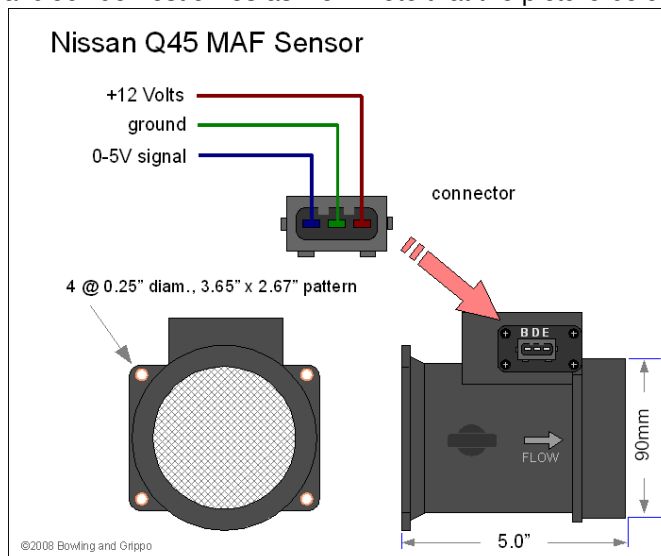 Nissan Q45 MAF Sensor
+12 Volts
ground
0-5V signal
connector
4 @ 0.25” diam., 3.65” x 2.67” pattern
B D E
FLOW
90mm
5.0”
©2008 Bowling and Grippo